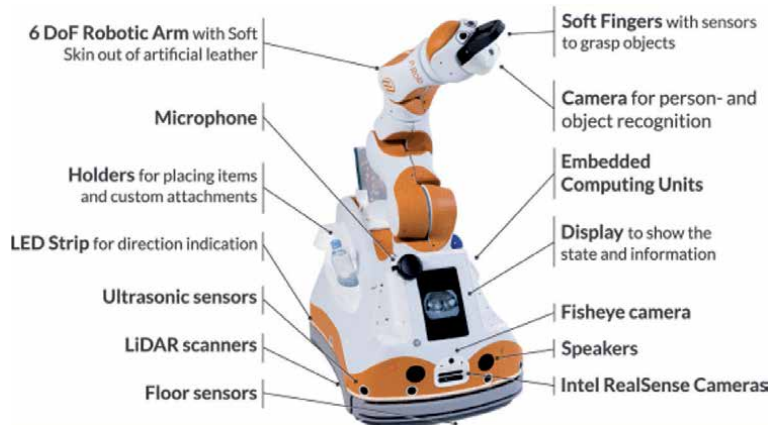 6 DoF Robotic Arm with Soft
Skin out of artificial leather
Microphone
Holders for placing items
and custom attachments
LED Strip for direction indication
Ultrasonic sensors
LiDAR scanners
Floor sensors
Soft Fingers with sensors
to grasp objects
Camera for person- and
object recognition
Embedded
Computing Units
Display to show the
state and information
Fisheye camera
Speakers
Intel RealSense Cameras